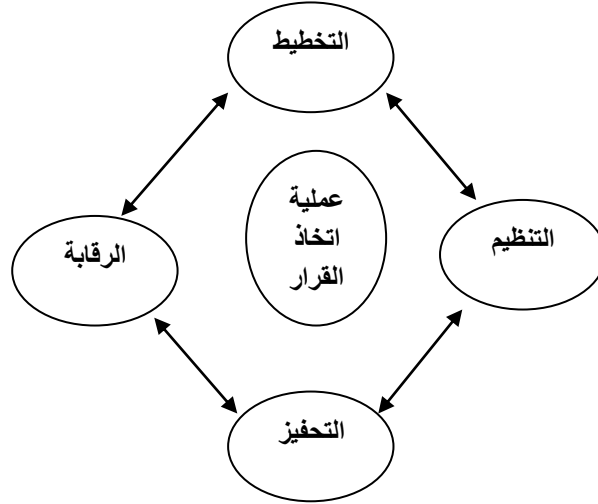 التخطيط
عملية
اتخاذ
القرار
التنظيم
الرقابة
التحفيز